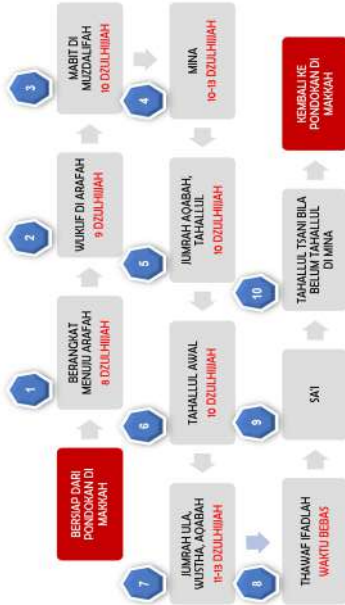 BERSIAP DARI
PONDOKAN DI
MAKKAH
1
BERANGKAT
MENUJU ARAFAH
8 DZULHIJJAH
2
WUKUF DI ARAFAH
9 DZULHIJJAH
3
MABIT DI
MUZDALIFAH
10 DZULHIJJAH
4
MINA
10-13 DZULHIJJAH
5
JUMRAH AQABAH,
TAHALLUL
10 DZULHIJJAH
6
TAHALLUL AWAL
10 DZULHIJJAH
7
JUMRAH ULA,
WUSTHA, AQABAH
11-13 DZULHIJJAH
8
THAWAF IFADLAH
WAKTU BEBAS
9
SA'I
10
TAHALLUL TSANI BILA
BELUM TAHALLUL
DI MINA
KEMBALI KE
PONDOKAN DI
MAKKAH